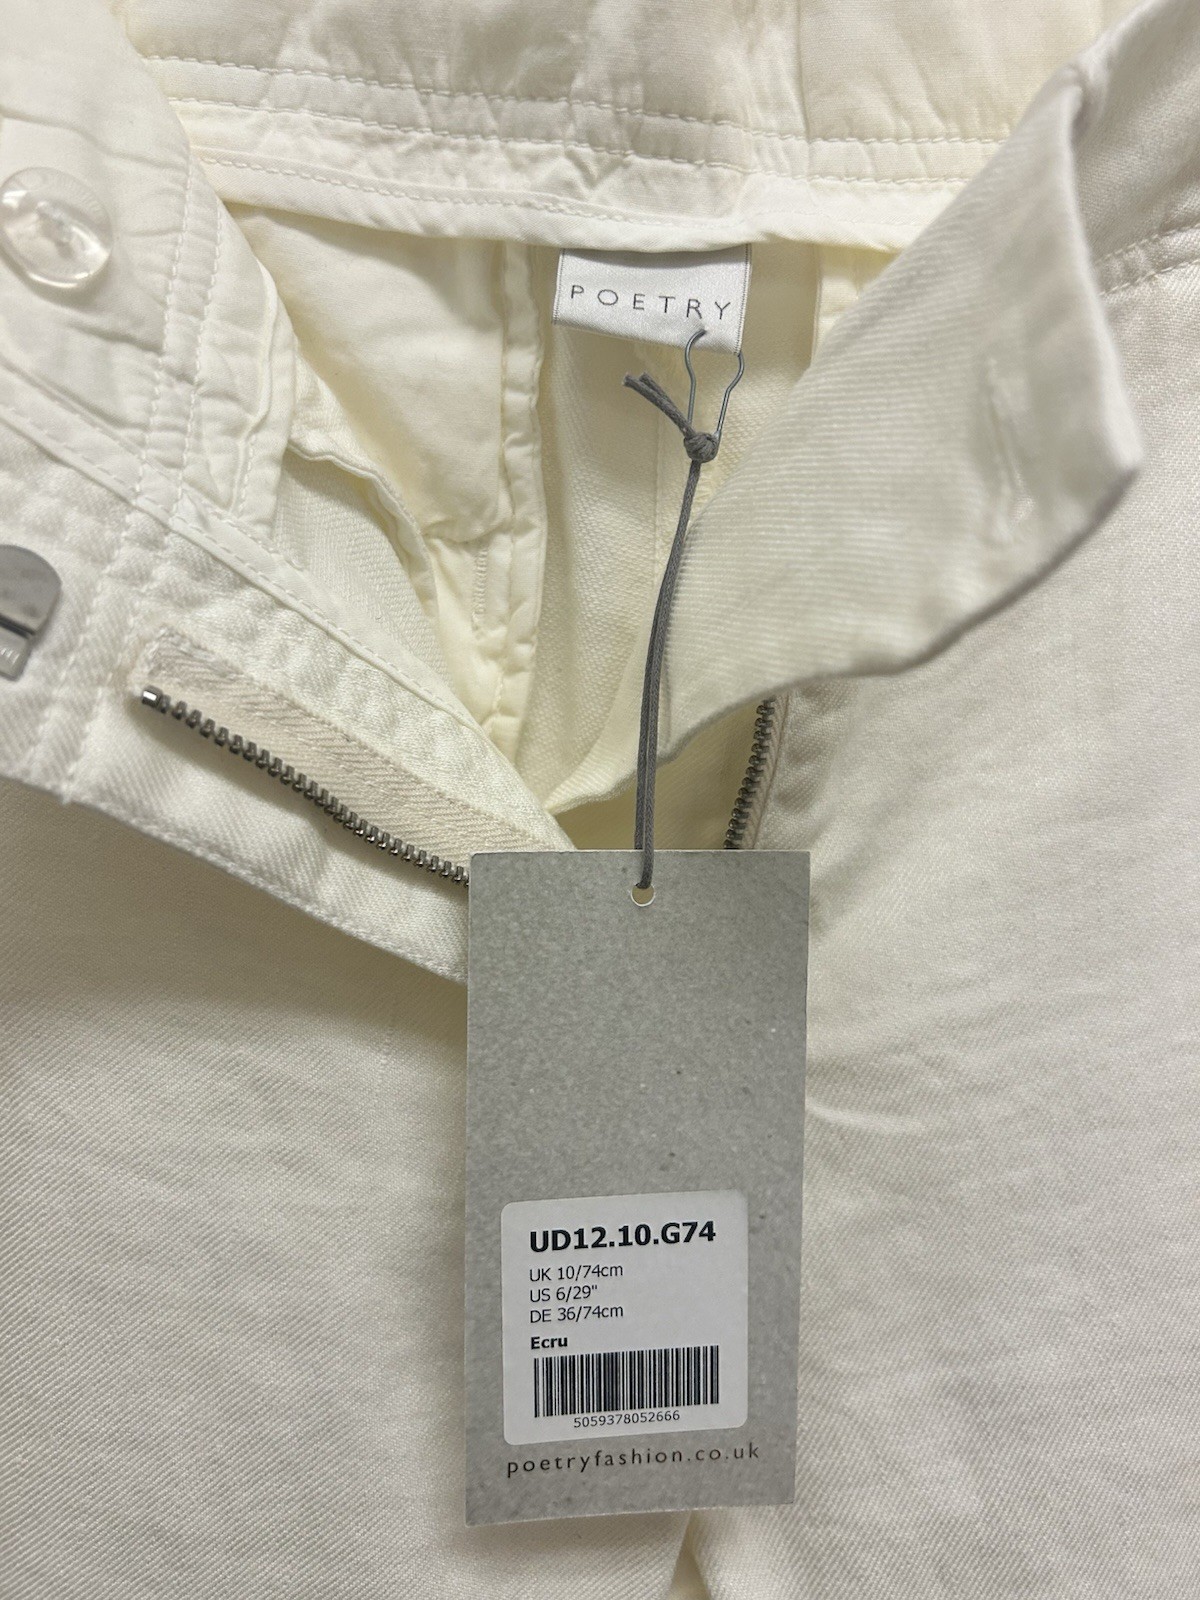 POETRY
UD12.10.G74
UK 10/74cm
US 6/29"
DE 36/74cm
Ecru
5059378052666
poetryfashion.co.uk